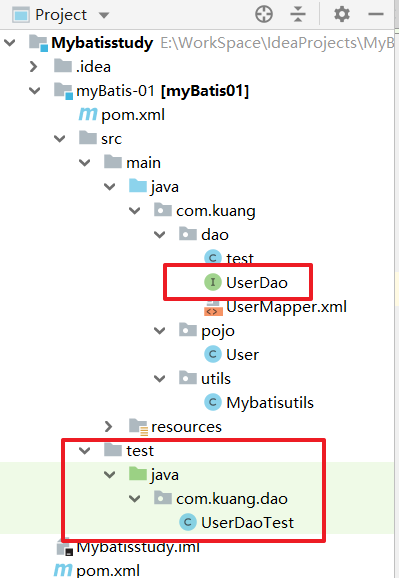 Project
Mybatisstudy E:\WorkSpace\IdeaProjects\MyB
.idea
myBatis-01 [myBatis01]
pom.xml
src
main
java
com.kuang
dao
test
I UserDao
UserMapper.xml
pojo
C User
utils
C Mybatisutils
resources
test
java
com.kuang.dao
C UserDaoTest
Mybatisstudy.iml
pom.xml